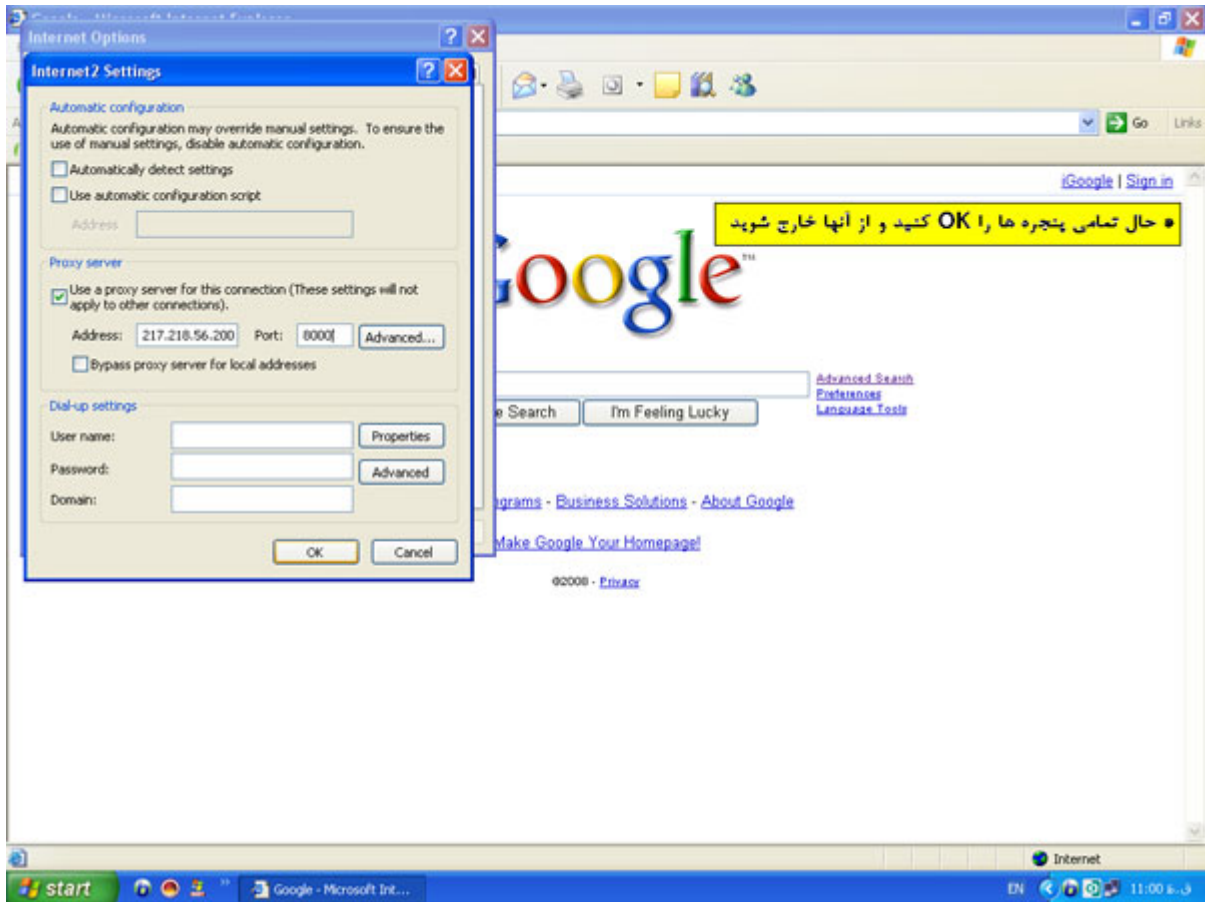 Internet Options
Internet2 Settings
Automatic configuration
Automatic configuration may override manual settings. To ensure the
use of manual settings, disable automatic configuration.
Automatically detect settings
Use automatic configuration script
Address
Proxy server
Use a proxy server for this connection (These settings will not
apply to other connections).
Address: 217.218.56.200 Port: 8000 Advanced...
Bypass proxy server for local addresses
Dial-up settings
User name: Properties
Password: Advanced
Domain:
OK Cancel
Go Links
iGoogle | Sign in
حال تمامی پنجره ها را OK کنید و از آنها خارج شوید
oogle™
Advanced Search
Preferences
Language Tools
Search I'm Feeling Lucky
- Business Solutions - About Google
Make Google Your Homepage!
©2008 - Privacy
Internet
start Google - Microsoft Int... EN 11:00 ق.ظ